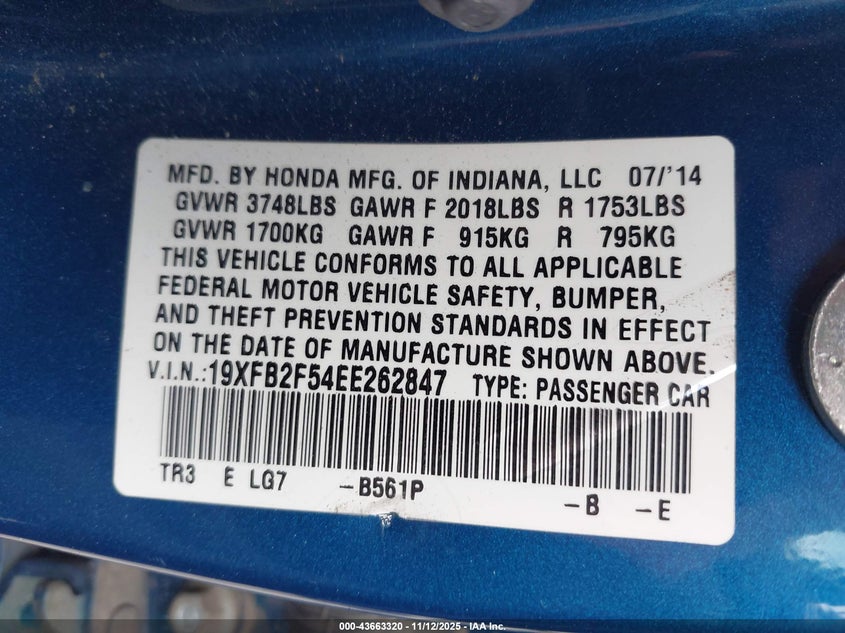 MFD. BY HONDA MFG. OF INDIANA, LLC 07/'14
GVWR 3748LBS GAWR F 2018LBS R 1753LBS
GVWR 1700KG GAWR F 915KG R 795KG
THIS VEHICLE CONFORMS TO ALL APPLICABLE
FEDERAL MOTOR VEHICLE SAFETY, BUMPER,
AND THEFT PREVENTION STANDARDS IN EFFECT
ON THE DATE OF MANUFACTURE SHOWN ABOVE.
V.I.N.:19XFB2F54EE262847 TYPE: PASSENGER CAR
TR3 E LG7 -B561P -B -E
000-43663320 - 11/12/2025 - IAA Inc.